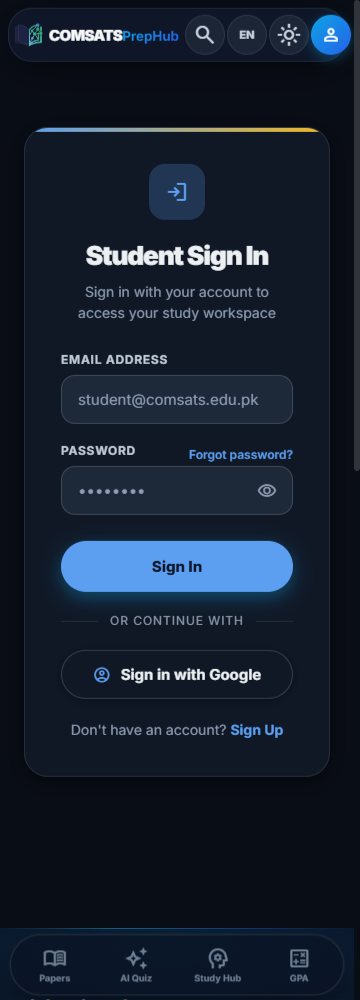 COMSATSPrepHub
EN
Student Sign In
Sign in with your account to
access your study workspace
EMAIL ADDRESS
student@comsats.edu.pk
PASSWORD
Forgot password?
Sign In
OR CONTINUE WITH
Sign in with Google
Don't have an account? Sign Up
Papers
AI Quiz
Study Hub
GPA